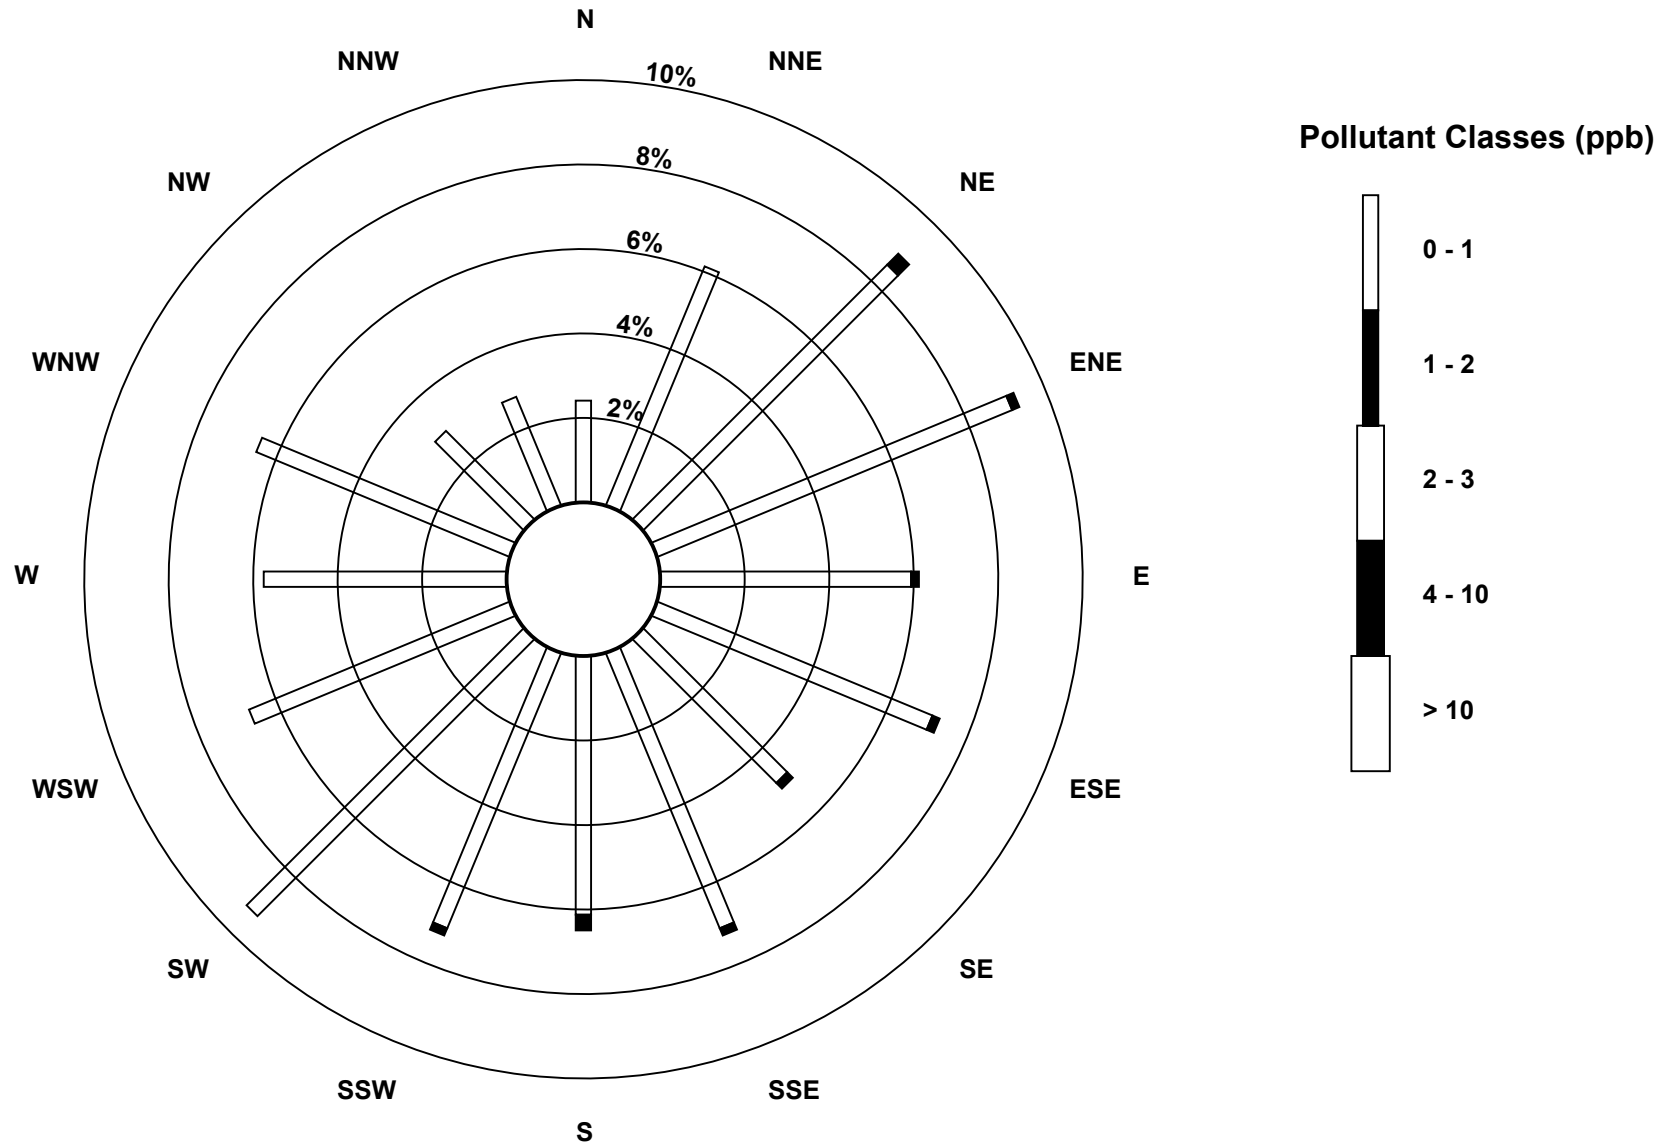 N
NNW
NNE
10%
Pollutant Classes (ppb)
8%
NW
NE
6%
0 - 1
4%
WNW
ENE
1 - 2
2%
2 - 3
W
E
4 - 10
> 10
WSW
ESE
SW
SE
SSW
SSE
S